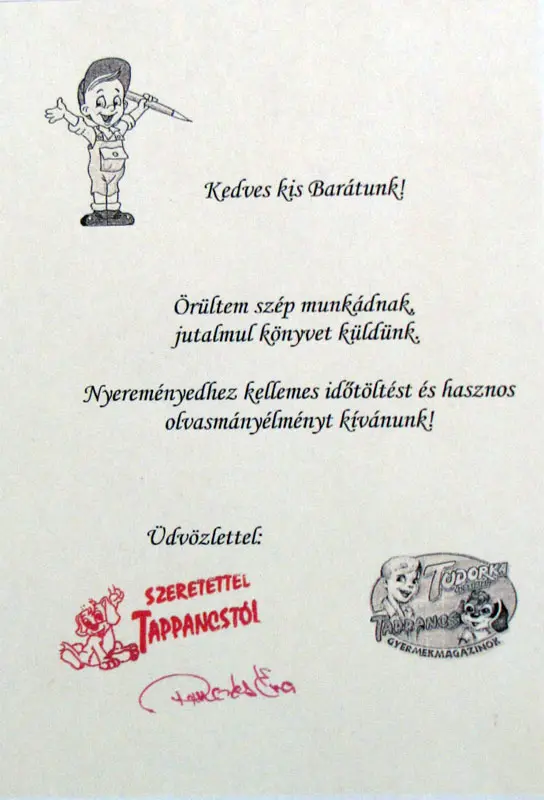 Kedves kis Barátunk!
Örültem szép munkádnak,
jutalmul könyvet küldünk.
Nyereményedhez kellemes időtöltést és hasznos
olvasmányélményt kívánunk!
Üdvözlettel:
SZERETETTEL
TAPPANCSTÓL
TUDORKA
TAPPANCS
GYERMEKMAGAZINOK